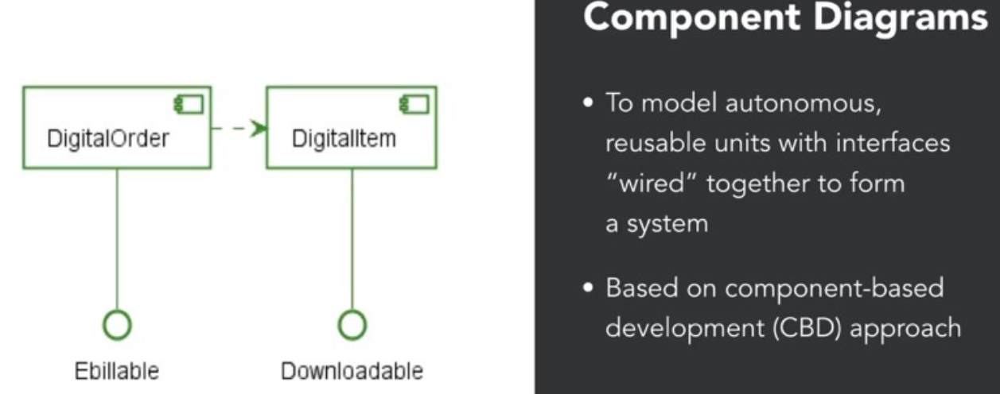 Component Diagrams
DigitalOrder
DigitalItem
Ebillable
Downloadable
• To model autonomous,
reusable units with interfaces
“wired” together to form
a system
• Based on component-based
development (CBD) approach